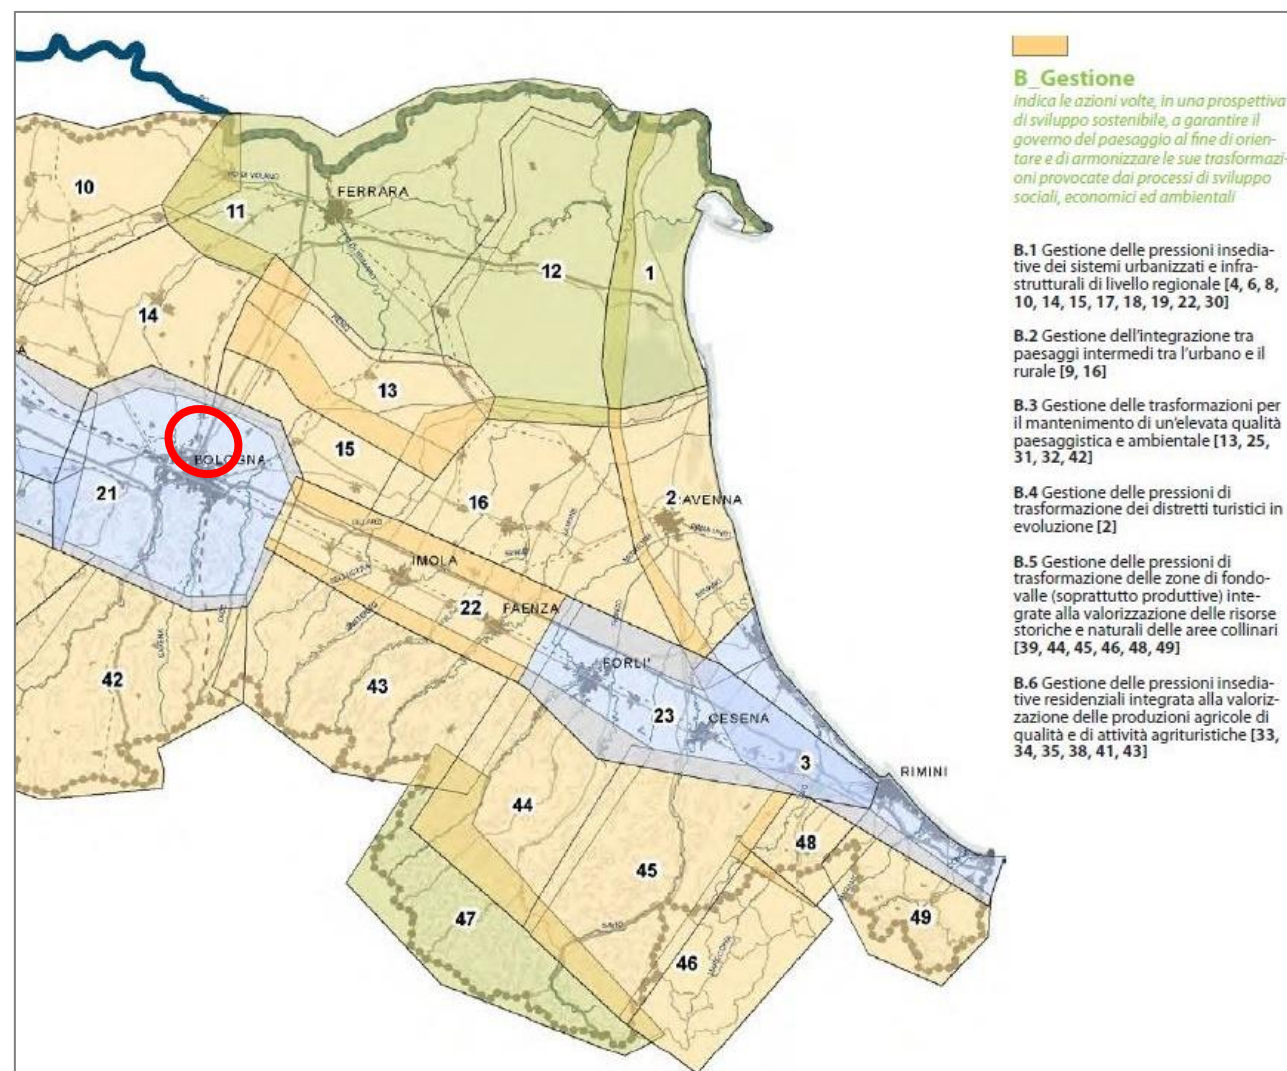 B_Gestione
indica le azioni volte, in una prospettiva
di sviluppo sostenibile, a garantire il
governo del paesaggio al fine di orien-
tare e di armonizzare le sue trasformazi-
oni provocate dai processi di sviluppo
sociali, economici ed ambientali
B.1 Gestione delle pressioni insedia-
tive dei sistemi urbanizzati e infra-
strutturali di livello regionale [4, 6, 8,
10, 14, 15, 17, 18, 19, 22, 30]
B.2 Gestione dell'integrazione tra
paesaggi intermedi tra l'urbano e il
rurale [9, 16]
B.3 Gestione delle trasformazioni per
il mantenimento di un'elevata qualità
paesaggistica e ambientale [13, 25,
31, 32, 42]
B.4 Gestione delle pressioni di
trasformazione dei distretti turistici in
evoluzione [2]
B.5 Gestione delle pressioni di
trasformazione delle zone di fondo-
valle (soprattutto produttive) inte-
grate alla valorizzazione delle risorse
storiche e naturali delle aree collinari
[39, 44, 45, 46, 48, 49]
B.6 Gestione delle pressioni insedia-
tive residenziali integrata alla valoriz-
zazione delle produzioni agricole di
qualità e di attività agrituristiche [33,
34, 35, 38, 41, 43]
10
FERRARA
11
12
1
14
RENO
13
15
BOLOGNA
21
16
2
AVENNA
IMOLA
22
FAENZA
42
43
FORLI'
23
CESENA
3
RIMINI
44
48
45
47
49
SAVIO
46